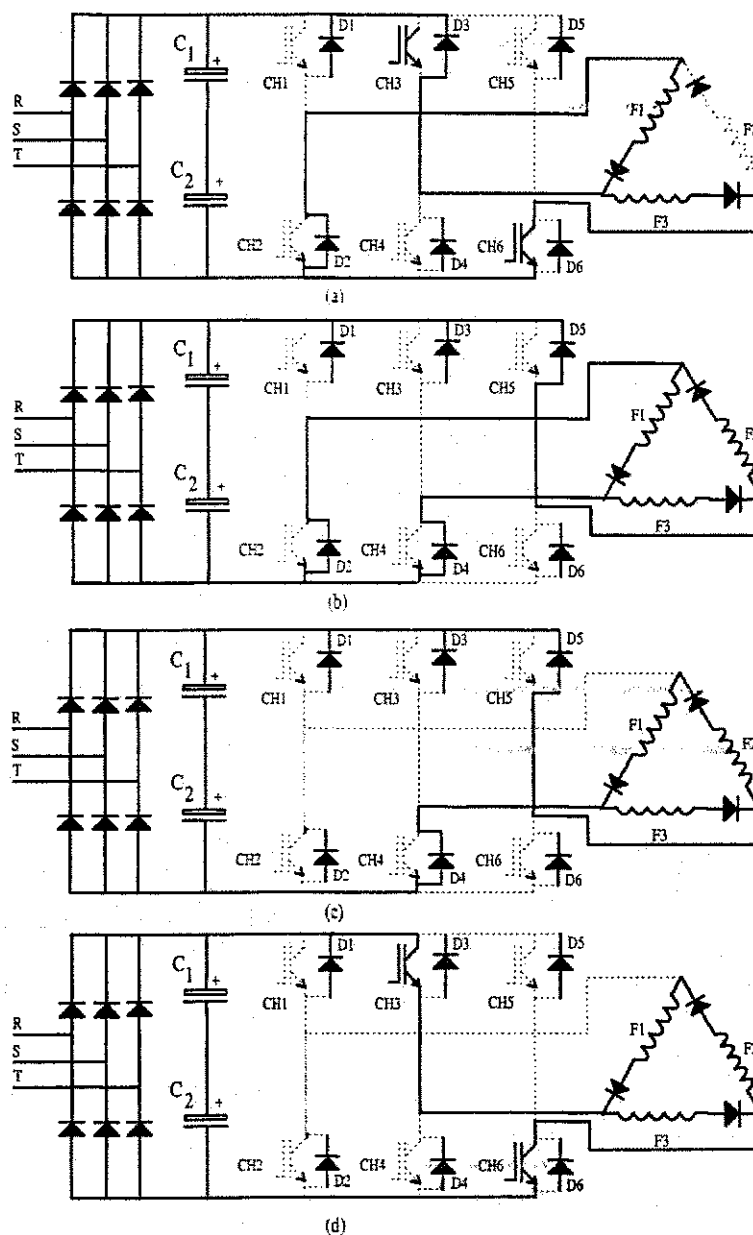 D1
D3
D5
C1
+
CH1
CH3
CH5
R
S
T
C2
+
F1
CH2
D2
CH4
D4
CH6
D6
F3
(a)
D1
D3
D5
C1
+
CH1
CH3
CH5
R
S
T
C2
+
F1
CH2
D2
CH4
D4
CH6
D6
F3
(b)
D1
D3
D5
C1
+
CH1
CH3
CH5
R
S
T
C2
+
F1
CH2
D2
CH4
D4
CH6
D6
F3
(c)
D1
D3
D5
C1
+
CH1
CH3
CH5
R
S
T
C2
+
F1
CH2
D2
CH4
D4
CH6
D6
F3
(d)